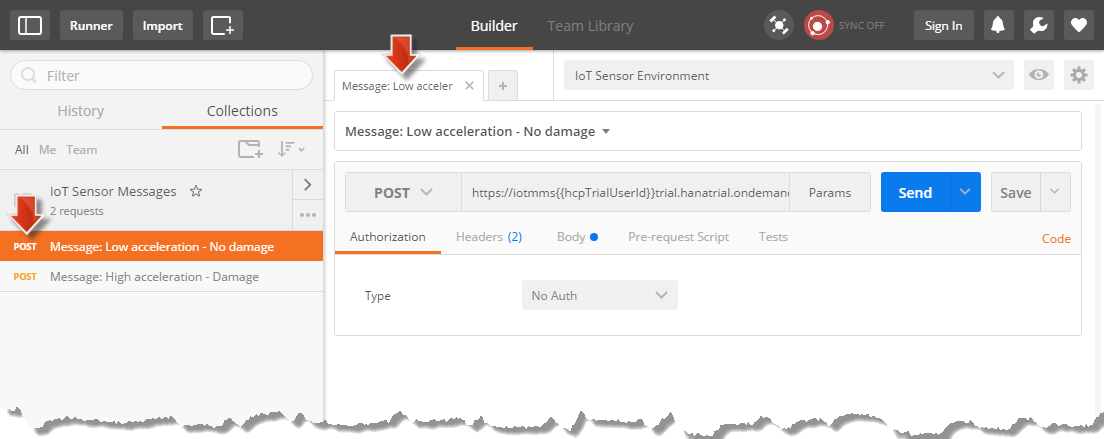 Runner
Import
Builder
Team Library
SYNC OFF
Sign In
Filter
History
Collections
All Me Team
IoT Sensor Messages
2 requests
POST Message: Low acceleration - No damage
POST Message: High acceleration - Damage
Message: Low acceler
IoT Sensor Environment
Message: Low acceleration - No damage
POST https://iotmms{{hcpTrialUserId}}trial.hanatrial.ondemand Params Send Save
Authorization Headers (2) Body Pre-request Script Tests Code
Type No Auth